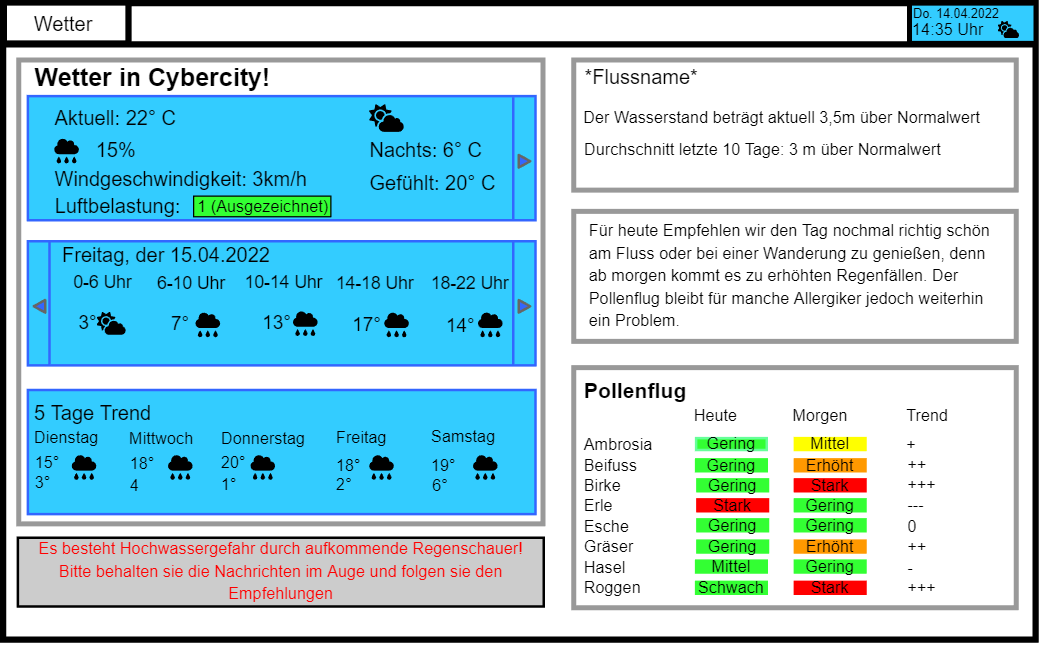 Wetter
Do. 14.04.2022
14:35 Uhr
Wetter in Cybercity!
Aktuell: 22° C
15%
Nachts: 6° C
Windgeschwindigkeit: 3km/h
Gefühlt: 20° C
Luftbelastung: 1 (Ausgezeichnet)
Freitag, der 15.04.2022
0-6 Uhr 6-10 Uhr 10-14 Uhr 14-18 Uhr 18-22 Uhr
3° 7° 13° 17° 14°
5 Tage Trend
Dienstag Mittwoch Donnerstag Freitag Samstag
15° 18° 20° 18° 19°
3° 4 1° 2° 6°
Es besteht Hochwassergefahr durch aufkommende Regenschauer!
Bitte behalten sie die Nachrichten im Auge und folgen sie den
Empfehlungen
*Flussname*
Der Wasserstand beträgt aktuell 3,5m über Normalwert
Durchschnitt letzte 10 Tage: 3 m über Normalwert
Für heute Empfehlen wir den Tag nochmal richtig schön
am Fluss oder bei einer Wanderung zu genießen, denn
ab morgen kommt es zu erhöhten Regenfällen. Der
Pollenflug bleibt für manche Allergiker jedoch weiterhin
ein Problem.
Pollenflug
Heute Morgen Trend
Ambrosia Gering Mittel +
Beifuss Gering Erhöht ++
Birke Gering Stark +++
Erle Stark Gering ---
Esche Gering Gering 0
Gräser Gering Erhöht ++
Hasel Mittel Gering -
Roggen Schwach Stark +++